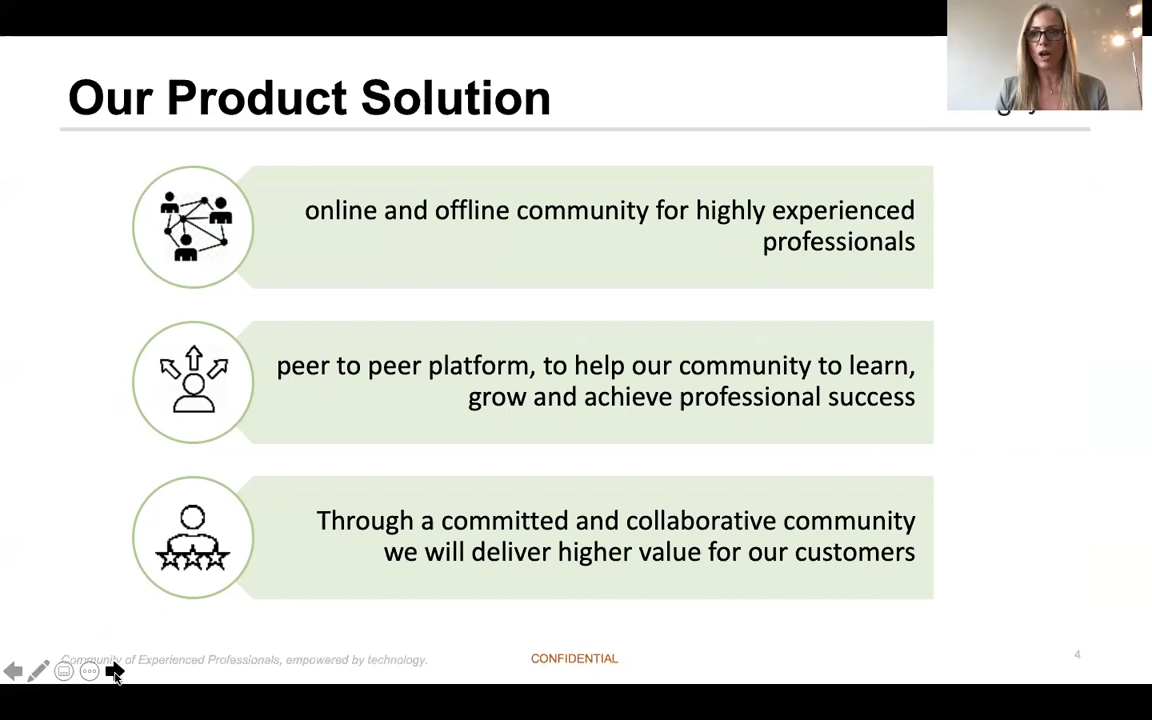 Our Product Solution
online and offline community for highly experienced
professionals
peer to peer platform, to help our community to learn,
grow and achieve professional success
Through a committed and collaborative community
we will deliver higher value for our customers
Community of Experienced Professionals, empowered by technology.
CONFIDENTIAL
4